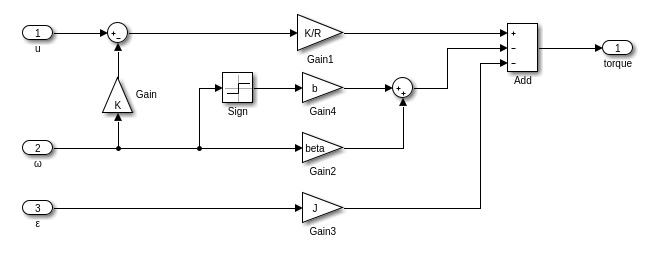 1
u
+
−
K/R
Gain1
+
−
−
Add
1
torque
K
Gain
Sign
b
Gain4
+
+
2
ω
beta
Gain2
3
ε
J
Gain3